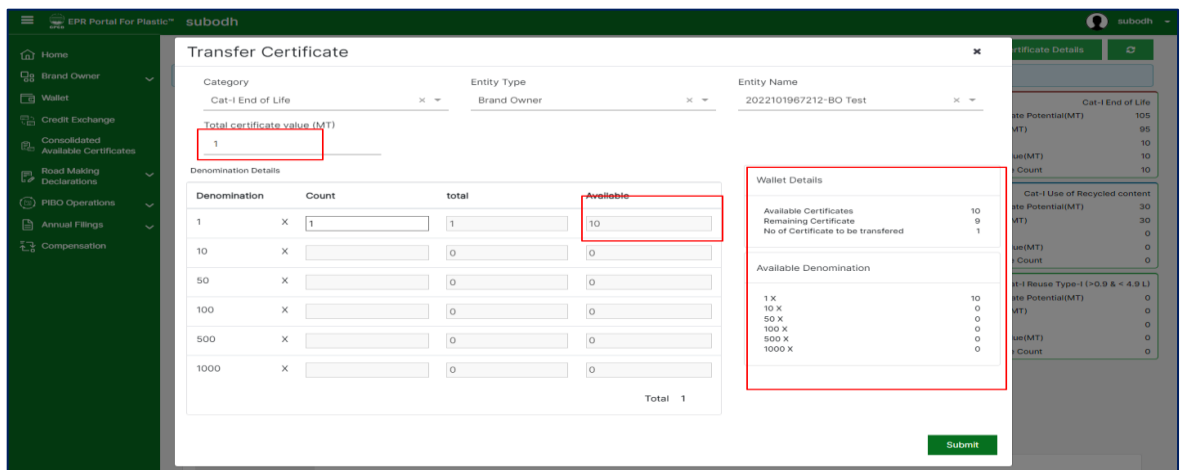 EPR Portal For Plastic™ subodh
subodh
Home
Brand Owner
Wallet
Credit Exchange
Consolidated
Available Certificates
Road Making
Declarations
PIBO Operations
Annual Filings
Compensation
Transfer Certificate
Category
Entity Type
Entity Name
Cat-I End of Life
Brand Owner
2022101967212-BO Test
Total certificate value (MT)
1
Denomination Details
Denomination Count total Available
1 X 1 1 10
10 X 0 0
50 X 0 0
100 X 0 0
500 X 0 0
1000 X 0 0
Total 1
Wallet Details
Available Certificates 10
Remaining Certificate 9
No of Certificate to be transfered 1
Available Denomination
1 X 10
10 X 0
50 X 0
100 X 0
500 X 0
1000 X 0
Submit
rtificate Details
Cat-I End of Life
ate Potential(MT) 105
MT) 95
10
ue(MT) 10
Count 10
Cat-I Use of Recycled content
ate Potential(MT) 30
MT) 30
0
ue(MT) 0
Count 0
at-I Reuse Type-I (>0.9 & < 4.9 L)
ate Potential(MT) 0
MT) 0
0
ue(MT) 0
Count 0